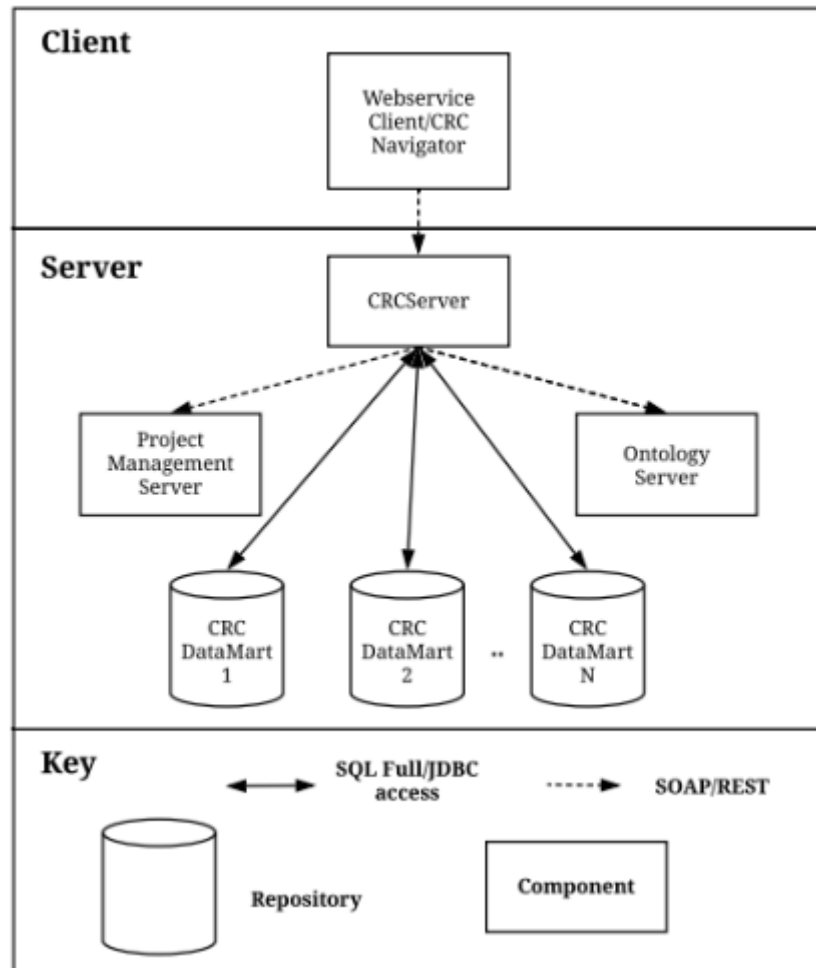 Client
Webservice
Client/CRC
Navigator
Server
CRCServer
Project
Management
Server
Ontology
Server
CRC
DataMart
1
CRC
DataMart
2
..
CRC
DataMart
N
Key
SQL Full/JDBC
access
SOAP/REST
Repository
Component